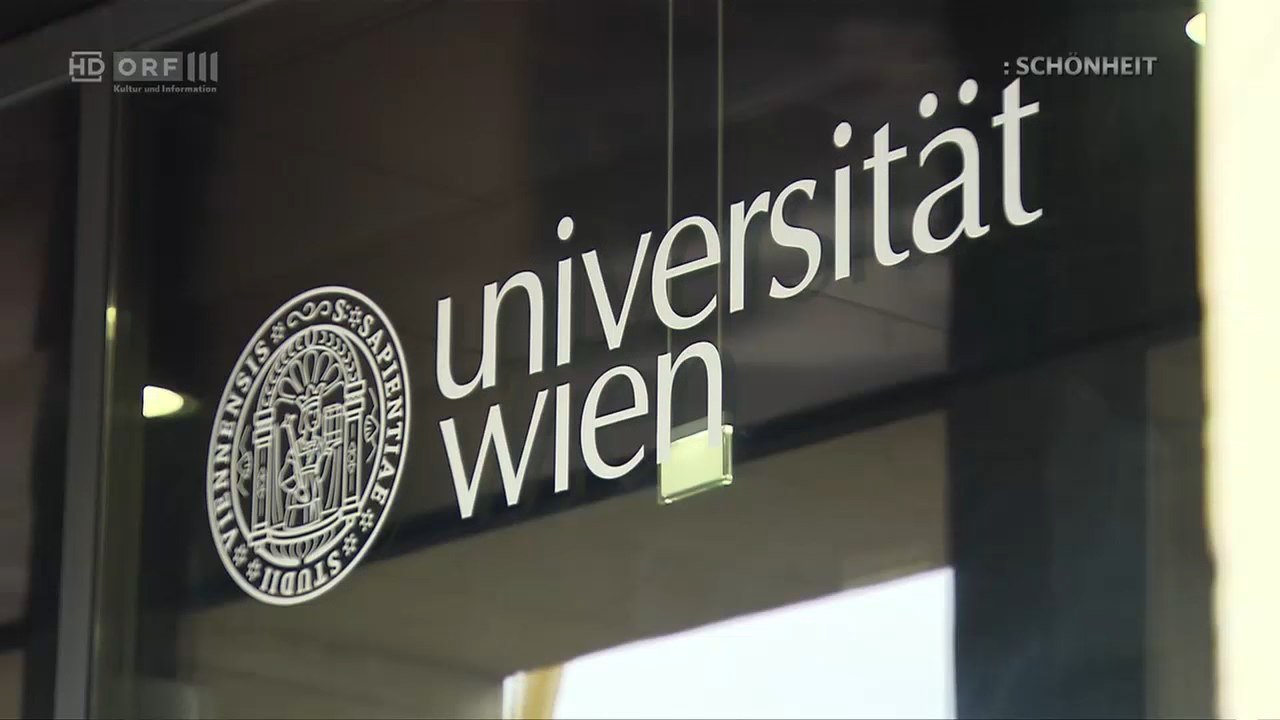 HD ORF III
Kultur und Information
: SCHÖNHEIT
universität
wien
S: SAPIENTIAE STUDII VIENNENSIS